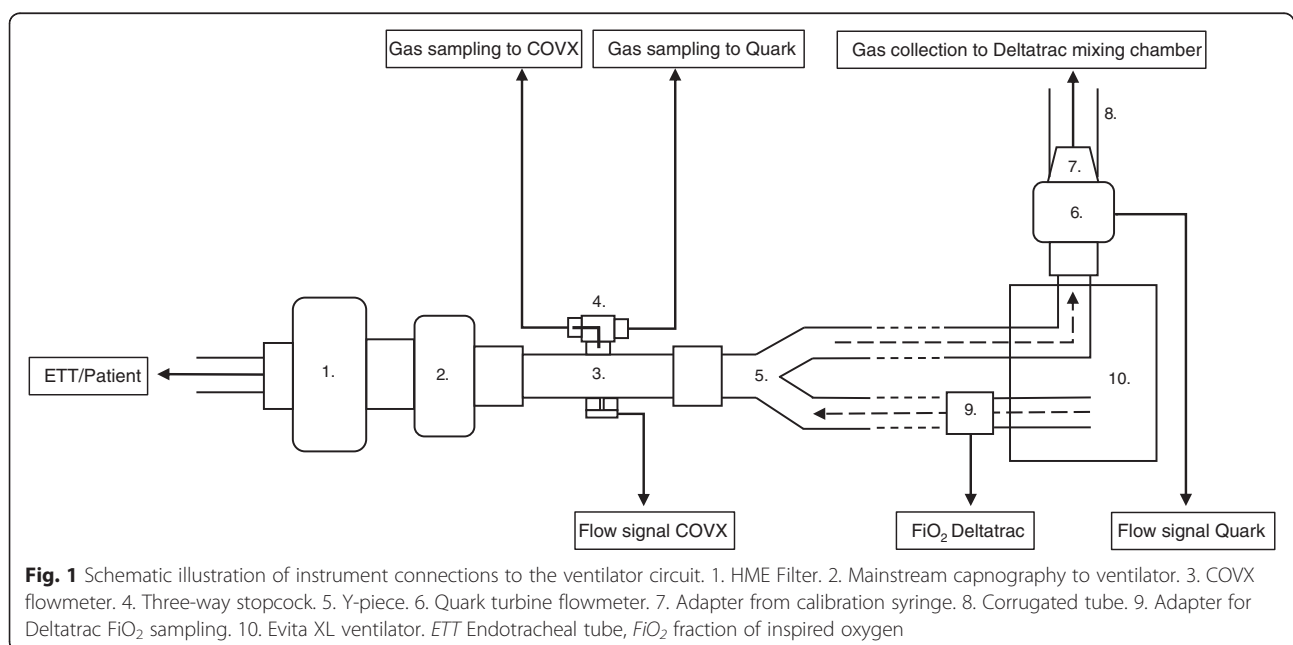 Gas sampling to COVX
Gas sampling to Quark
Gas collection to Deltatrac mixing chamber
8.
7.
6.
4.
ETT/Patient
1.
2.
3.
5.
10.
9.
Flow signal COVX
FiO2 Deltatrac
Flow signal Quark
Fig. 1 Schematic illustration of instrument connections to the ventilator circuit. 1. HME Filter. 2. Mainstream capnography to ventilator. 3. COVX
flowmeter. 4. Three-way stopcock. 5. Y-piece. 6. Quark turbine flowmeter. 7. Adapter from calibration syringe. 8. Corrugated tube. 9. Adapter for
Deltatrac FiO2 sampling. 10. Evita XL ventilator. ETT Endotracheal tube, FiO2 fraction of inspired oxygen